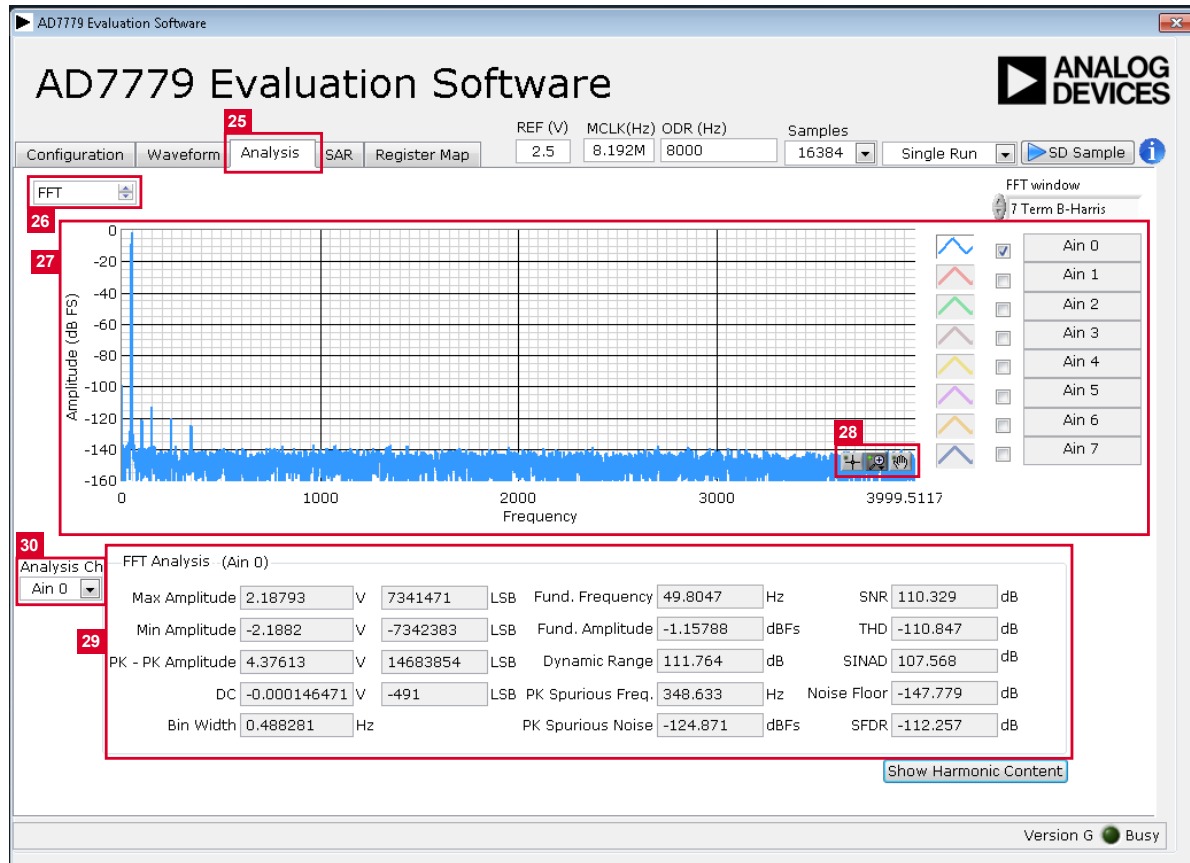 AD7779 Evaluation Software
AD7779 Evaluation Software
ANALOG
DEVICES
25
REF (V) MCLK(Hz) ODR (Hz) Samples
Configuration Waveform Analysis SAR Register Map 2.5 8.192M 8000 16384 Single Run SD Sample i
FFT
FFT window
26
7 Term B-Harris
27
0
-20
-40
-60
-80
-100
-120
-140
-160
Amplitude (dB FS)
0 1000 2000 3000 3999.5117
Frequency
28
Ain 0
Ain 1
Ain 2
Ain 3
Ain 4
Ain 5
Ain 6
Ain 7
30
Analysis Ch
Ain 0
29
FFT Analysis (Ain 0)
Max Amplitude 2.18793 V 7341471 LSB Fund. Frequency 49.8047 Hz SNR 110.329 dB
Min Amplitude -2.1882 V -7342383 LSB Fund. Amplitude -1.15788 dBFs THD -110.847 dB
PK - PK Amplitude 4.37613 V 14683854 LSB Dynamic Range 111.764 dB SINAD 107.568 dB
DC -0.000146471 V -491 LSB PK Spurious Freq. 348.633 Hz Noise Floor -147.779 dB
Bin Width 0.488281 Hz PK Spurious Noise -124.871 dBFs SFDR -112.257 dB
Show Harmonic Content
Version G Busy